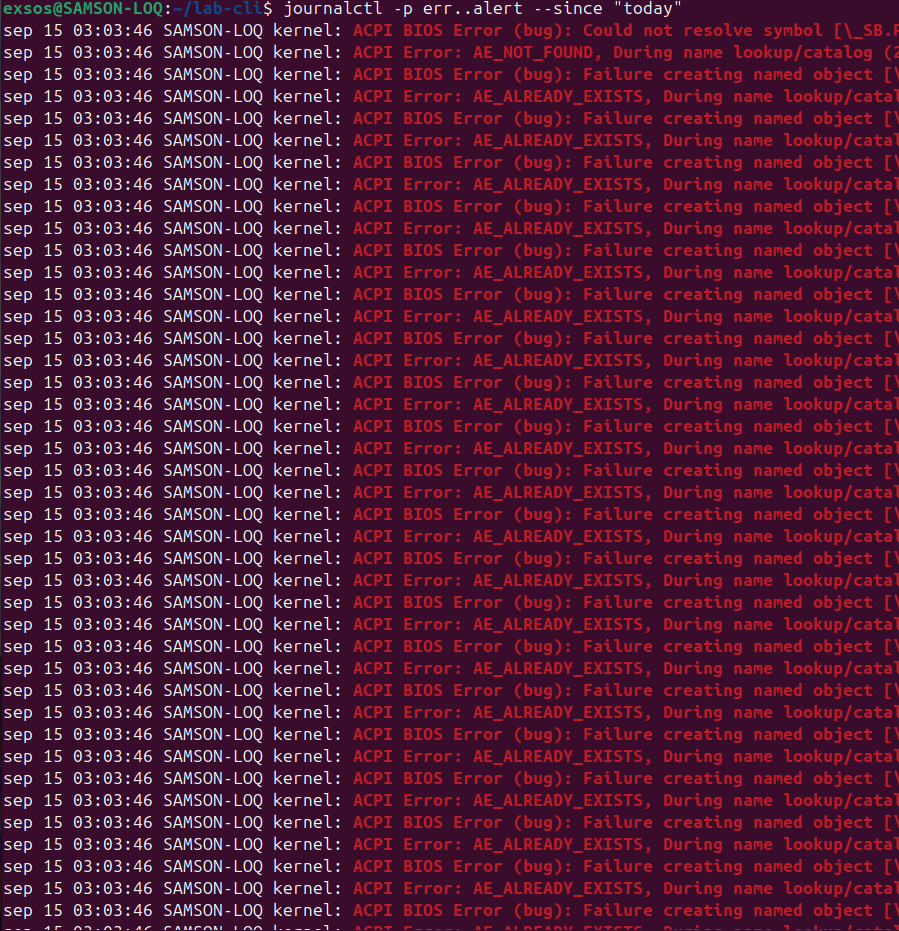 exsos@SAMSON-LOQ:~/lab-cli$ journalctl -p err..alert --since "today"
sep 15 03:03:46 SAMSON-LOQ kernel: ACPI BIOS Error (bug): Could not resolve symbol [\_SB.P
sep 15 03:03:46 SAMSON-LOQ kernel: ACPI Error: AE_NOT_FOUND, During name lookup/catalog (2
sep 15 03:03:46 SAMSON-LOQ kernel: ACPI BIOS Error (bug): Failure creating named object [\
sep 15 03:03:46 SAMSON-LOQ kernel: ACPI Error: AE_ALREADY_EXISTS, During name lookup/catal
sep 15 03:03:46 SAMSON-LOQ kernel: ACPI BIOS Error (bug): Failure creating named object [\
sep 15 03:03:46 SAMSON-LOQ kernel: ACPI Error: AE_ALREADY_EXISTS, During name lookup/catal
sep 15 03:03:46 SAMSON-LOQ kernel: ACPI BIOS Error (bug): Failure creating named object [\
sep 15 03:03:46 SAMSON-LOQ kernel: ACPI Error: AE_ALREADY_EXISTS, During name lookup/catal
sep 15 03:03:46 SAMSON-LOQ kernel: ACPI BIOS Error (bug): Failure creating named object [\
sep 15 03:03:46 SAMSON-LOQ kernel: ACPI Error: AE_ALREADY_EXISTS, During name lookup/catal
sep 15 03:03:46 SAMSON-LOQ kernel: ACPI BIOS Error (bug): Failure creating named object [\
sep 15 03:03:46 SAMSON-LOQ kernel: ACPI Error: AE_ALREADY_EXISTS, During name lookup/catal
sep 15 03:03:46 SAMSON-LOQ kernel: ACPI BIOS Error (bug): Failure creating named object [\
sep 15 03:03:46 SAMSON-LOQ kernel: ACPI Error: AE_ALREADY_EXISTS, During name lookup/catal
sep 15 03:03:46 SAMSON-LOQ kernel: ACPI BIOS Error (bug): Failure creating named object [\
sep 15 03:03:46 SAMSON-LOQ kernel: ACPI Error: AE_ALREADY_EXISTS, During name lookup/catal
sep 15 03:03:46 SAMSON-LOQ kernel: ACPI BIOS Error (bug): Failure creating named object [\
sep 15 03:03:46 SAMSON-LOQ kernel: ACPI Error: AE_ALREADY_EXISTS, During name lookup/catal
sep 15 03:03:46 SAMSON-LOQ kernel: ACPI BIOS Error (bug): Failure creating named object [\
sep 15 03:03:46 SAMSON-LOQ kernel: ACPI Error: AE_ALREADY_EXISTS, During name lookup/catal
sep 15 03:03:46 SAMSON-LOQ kernel: ACPI BIOS Error (bug): Failure creating named object [\
sep 15 03:03:46 SAMSON-LOQ kernel: ACPI Error: AE_ALREADY_EXISTS, During name lookup/catal
sep 15 03:03:46 SAMSON-LOQ kernel: ACPI BIOS Error (bug): Failure creating named object [\
sep 15 03:03:46 SAMSON-LOQ kernel: ACPI Error: AE_ALREADY_EXISTS, During name lookup/catal
sep 15 03:03:46 SAMSON-LOQ kernel: ACPI BIOS Error (bug): Failure creating named object [\
sep 15 03:03:46 SAMSON-LOQ kernel: ACPI Error: AE_ALREADY_EXISTS, During name lookup/catal
sep 15 03:03:46 SAMSON-LOQ kernel: ACPI BIOS Error (bug): Failure creating named object [\
sep 15 03:03:46 SAMSON-LOQ kernel: ACPI Error: AE_ALREADY_EXISTS, During name lookup/catal
sep 15 03:03:46 SAMSON-LOQ kernel: ACPI BIOS Error (bug): Failure creating named object [\
sep 15 03:03:46 SAMSON-LOQ kernel: ACPI Error: AE_ALREADY_EXISTS, During name lookup/catal
sep 15 03:03:46 SAMSON-LOQ kernel: ACPI BIOS Error (bug): Failure creating named object [\
sep 15 03:03:46 SAMSON-LOQ kernel: ACPI Error: AE_ALREADY_EXISTS, During name lookup/catal
sep 15 03:03:46 SAMSON-LOQ kernel: ACPI BIOS Error (bug): Failure creating named object [\
sep 15 03:03:46 SAMSON-LOQ kernel: ACPI Error: AE_ALREADY_EXISTS, During name lookup/catal
sep 15 03:03:46 SAMSON-LOQ kernel: ACPI BIOS Error (bug): Failure creating named object [\
sep 15 03:03:46 SAMSON-LOQ kernel: ACPI Error: AE_ALREADY_EXISTS, During name lookup/catal
sep 15 03:03:46 SAMSON-LOQ kernel: ACPI BIOS Error (bug): Failure creating named object [\
sep 15 03:03:46 SAMSON-LOQ kernel: ACPI Error: AE_ALREADY_EXISTS, During name lookup/catal
sep 15 03:03:46 SAMSON-LOQ kernel: ACPI BIOS Error (bug): Failure creating named object [\
sep 15 03:03:46 SAMSON-LOQ kernel: ACPI Error: AE_ALREADY_EXISTS, During name lookup/catal
sep 15 03:03:46 SAMSON-LOQ kernel: ACPI BIOS Error (bug): Failure creating named object [\